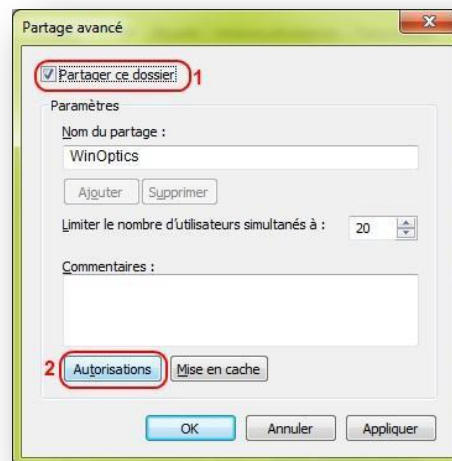 Partage avancé
Partager ce dossier 1
Paramètres
Nom du partage :
WinOptics
Ajouter Supprimer
Limiter le nombre d'utilisateurs simultanés à : 20
Commentaires :
2 Autorisations Mise en cache
OK Annuler Appliquer